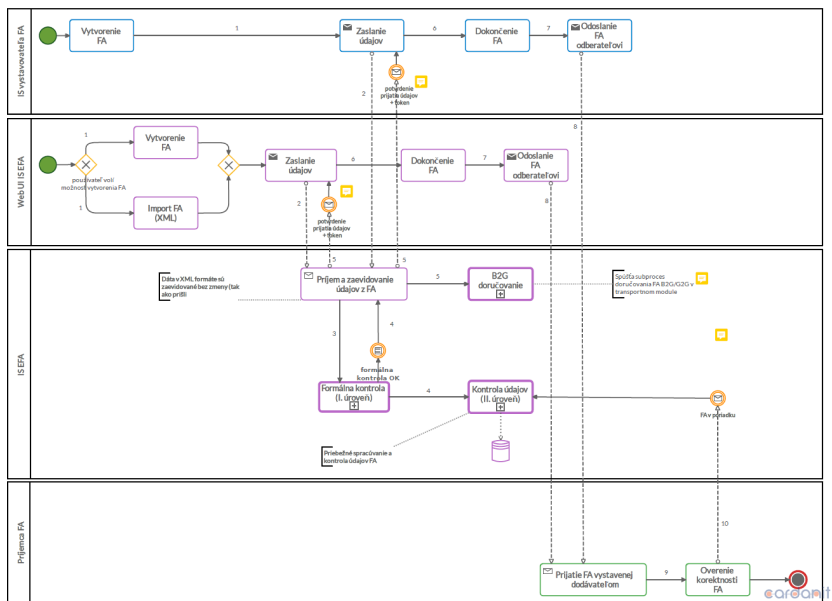 IS vystavovateľa FA
Vytvorenie
FA
1
Zaslanie
údajov
6
Dokončenie
FA
7
Odoslanie
FA
odberateľovi
potvrdenie
prijatie údajov
+ token
2
8
Web UI IS EFA
1
Vytvorenie
FA
používateľ volí
možnosť vytvorenia FA
1
Import FA
(XML)
Zaslanie
údajov
6
Dokončenie
FA
7
Odoslanie
FA
odberateľovi
2
potvrdenie
prijatie údajov
+ token
8
IS EFA
5
5
Dáta v XML formáte sú
zaevidované bez zmeny (tak
ako prišli
Príjem a zaevidovanie
údajov z FA
5
B2G
doručovanie
Spúšťa subproces
doručovania FA B2G/G2G v
transportnom module
3
4
formálna
kontrola OK
Formálna kontrola
(I. úroveň)
4
Kontrola údajov
(II. úroveň)
FA v poriadku
Priebežné spracúvanie a
kontrola údajov FA
Príjemca FA
10
Prijatie FA vystavenej
dodávateľom
9
Overenie
korektnosti
FA
cardanit